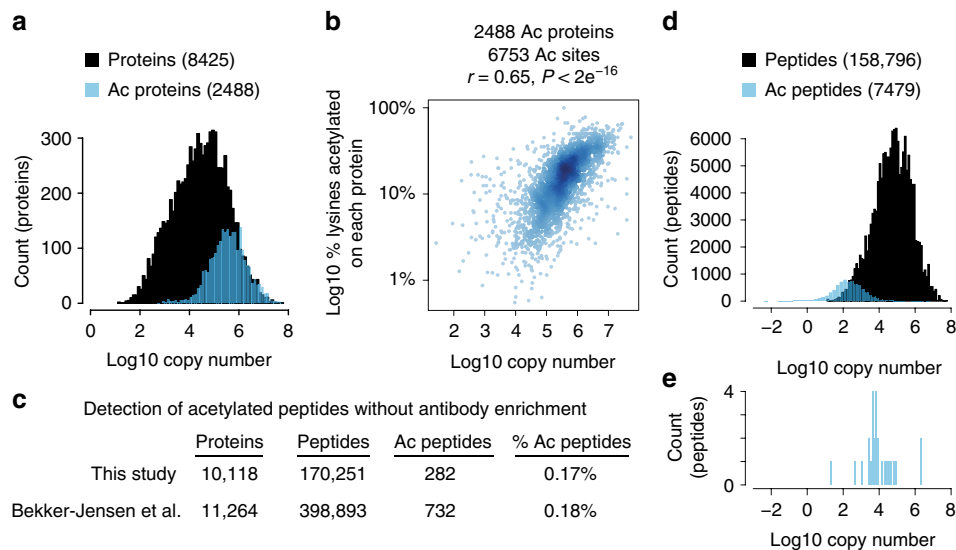 a
Proteins (8425)
Ac proteins (2488)
Count (proteins)
300
200
100
0
0 2 4 6 8
Log10 copy number
b
2488 Ac proteins
6753 Ac sites
r = 0.65, P < 2e−16
Log10 % lysines acetylated
on each protein
100%
10%
1%
2 3 4 5 6 7
Log10 copy number
c
Detection of acetylated peptides without antibody enrichment
Proteins Peptides Ac peptides % Ac peptides
This study 10,118 170,251 282 0.17%
Bekker-Jensen et al. 11,264 398,893 732 0.18%
d
Peptides (158,796)
Ac peptides (7479)
Count (peptides)
6000
5000
4000
3000
2000
1000
0
−2 0 2 4 6 8
Log10 copy number
e
Count
(peptides)
4
2
0
−2 0 2 4 6 8
Log10 copy number